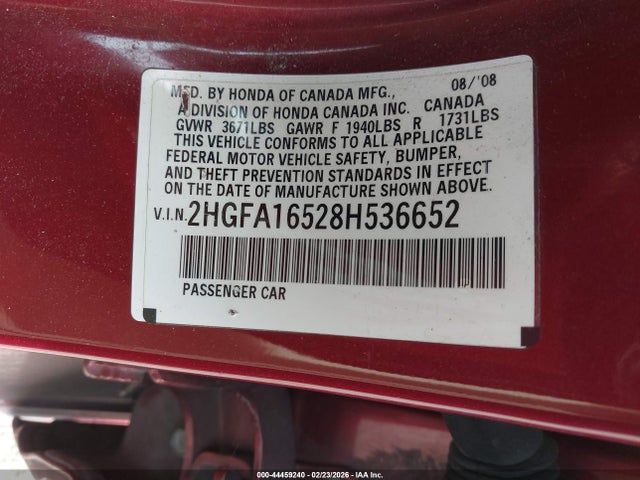 MFD. BY HONDA OF CANADA MFG., 08/'08
A DIVISION OF HONDA CANADA INC. CANADA
GVWR 3671LBS GAWR F 1940LBS R 1731LBS
THIS VEHICLE CONFORMS TO ALL APPLICABLE
FEDERAL MOTOR VEHICLE SAFETY, BUMPER,
AND THEFT PREVENTION STANDARDS IN EFFECT
ON THE DATE OF MANUFACTURE SHOWN ABOVE.
V.I.N. 2HGFA16528H536652
PASSENGER CAR
000-44459240 - 02/23/2026 - IAA Inc.